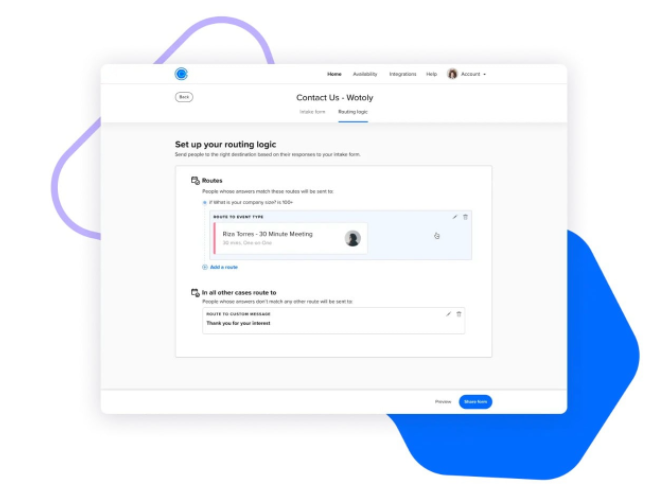 Home Availability Integrations Help Account
Back
Contact Us - Wotoly
Intake form Routing logic
Set up your routing logic
Send people to the right destination based on their responses to your intake form.
Routes
People whose answers match these routes will be sent to:
If What is your company size? is 100+
ROUTE TO EVENT TYPE
Riza Torres - 30 Minute Meeting
30 mins, One on One
Add a route
In all other cases route to
People whose answers don't match any other route will be sent to:
ROUTE TO CUSTOM MESSAGE
Thank you for your interest
Preview Share form